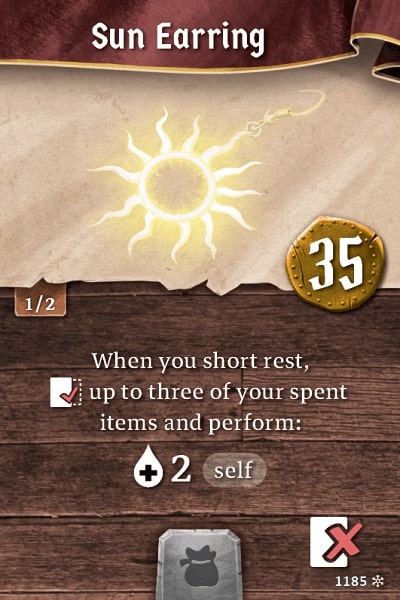 Sun Earring
35
1/2
When you short rest,
up to three of your spent
items and perform:
2 self
1185